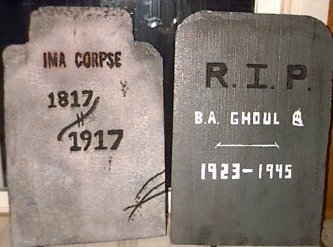 IMA CORPSE
1817
1917
R.I.P.
B.A. GHOUL
1923-1945